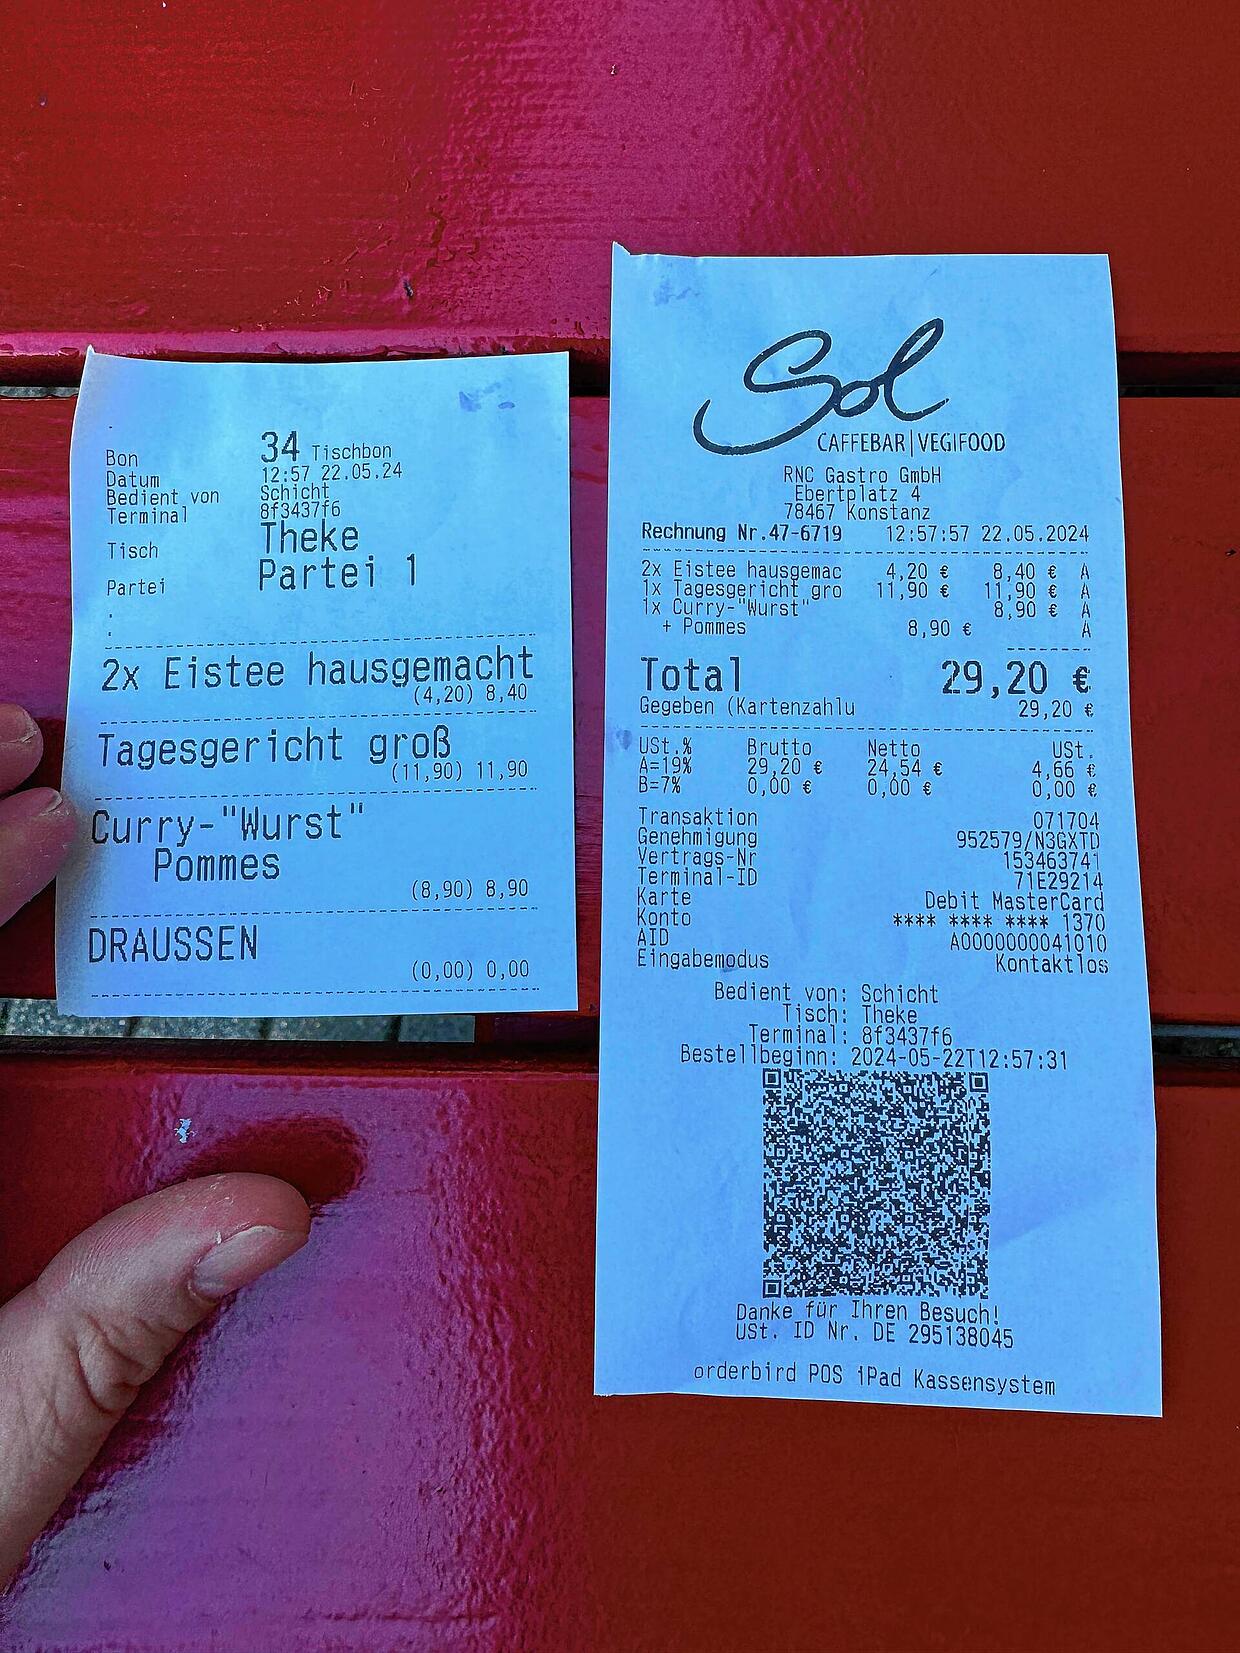 Bon 34 Tischbon
Datum 12:57 22.05.24
Bedient von Schicht
Terminal 8f3437f6
Tisch Theke
Partei Partei 1
2x Eistee hausgemacht
(4,20) 8,40
Tagesgericht groß
(11,90) 11,90
Curry-"Wurst"
Pommes
(8,90) 8,90
DRAUSSEN
(0,00) 0,00
Sol
CAFFEBAR|VEGIFOOD
RNC Gastro GmbH
Ebertplatz 4
78467 Konstanz
Rechnung Nr.47-6719 12:57:57 22.05.2024
2x Eistee hausgemac 4,20 € 8,40 € A
1x Tagesgericht gro 11,90 € 11,90 € A
1x Curry-"Wurst" 8,90 € A
+ Pommes 8,90 € A
Total 29,20 €
Gegeben (Kartenzahlu 29,20 €
USt.% Brutto Netto USt.
A=19% 29,20 € 24,54 € 4,66 €
B=7% 0,00 € 0,00 € 0,00 €
Transaktion 071704
Genehmigung 952579/N3GXTD
Vertrags-Nr 153463741
Terminal-ID 71E29214
Karte Debit MasterCard
Konto **** **** **** 1370
AID A0000000041010
Eingabemodus Kontaktlos
Bedient von: Schicht
Tisch: Theke
Terminal: 8f3437f6
Bestellbeginn: 2024-05-22T12:57:31
Danke für Ihren Besuch!
USt. ID Nr. DE 295138045
orderbird POS iPad Kassensystem